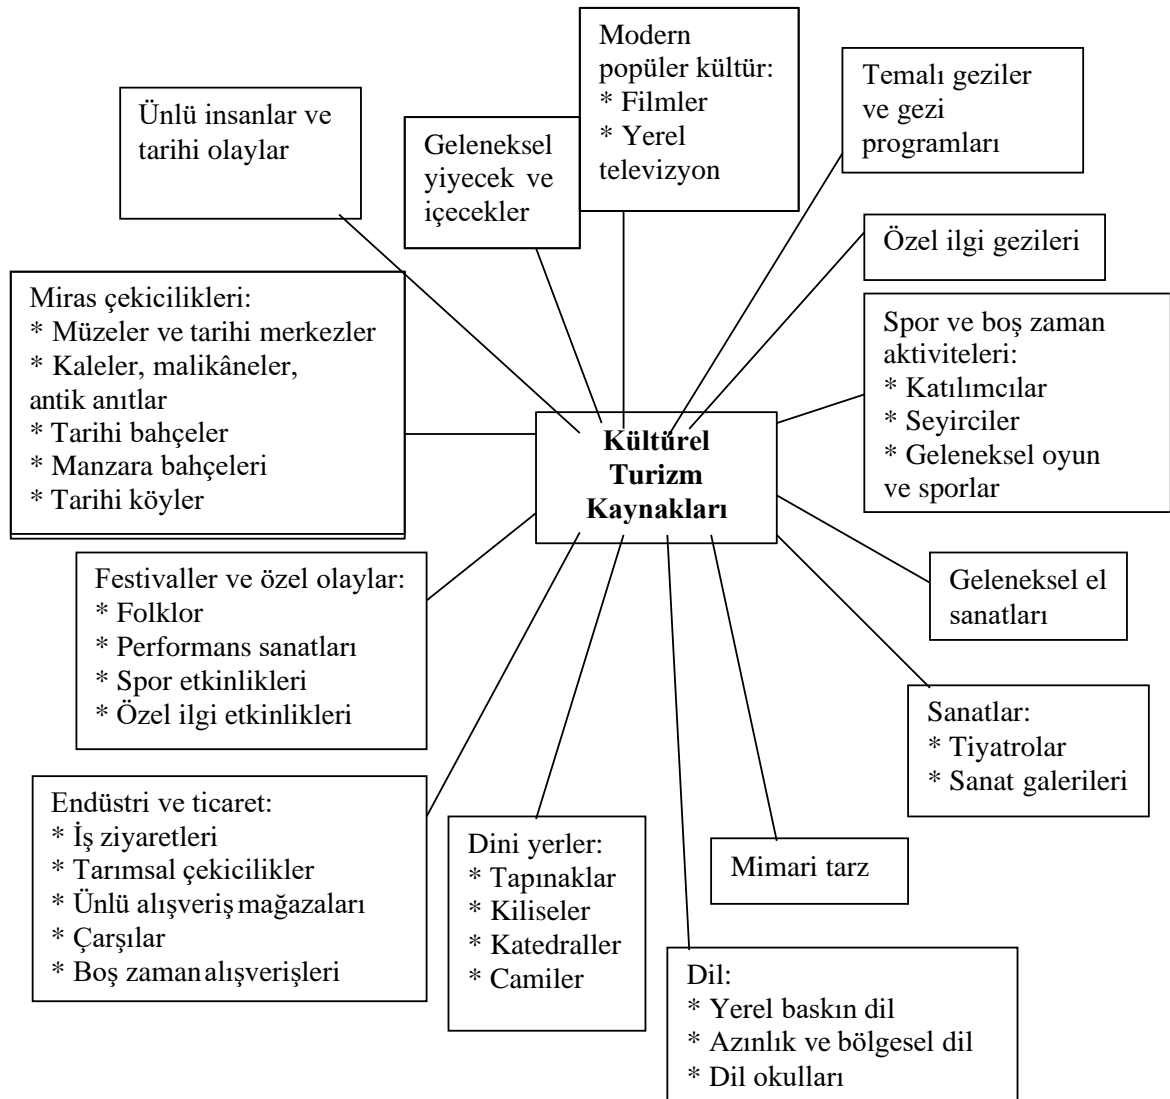 Modern
popüler kültür:
* Filmler
* Yerel
televizyon
Temalı geziler
ve gezi
programları
Ünlü insanlar ve
tarihi olaylar
Geleneksel
yiyecek ve
içecekler
Özel ilgi gezileri
Miras çekicilikleri:
* Müzeler ve tarihi merkezler
* Kaleler, malikâneler,
antik anıtlar
* Tarihi bahçeler
* Manzara bahçeleri
* Tarihi köyler
Spor ve boş zaman
aktiviteleri:
* Katılımcılar
* Seyirciler
* Geleneksel oyun
ve sporlar
Kültürel
Turizm
Kaynakları
Festivaller ve özel olaylar:
* Folklor
* Performans sanatları
* Spor etkinlikleri
* Özel ilgi etkinlikleri
Geleneksel el
sanatları
Sanatlar:
* Tiyatrolar
* Sanat galerileri
Endüstri ve ticaret:
* İş ziyaretleri
* Tarımsal çekicilikler
* Ünlü alışveriş mağazaları
* Çarşılar
* Boş zaman alışverişleri
Dini yerler:
* Tapınaklar
* Kiliseler
* Katedraller
* Camiler
Mimari tarz
Dil:
* Yerel baskın dil
* Azınlık ve bölgesel dil
* Dil okulları